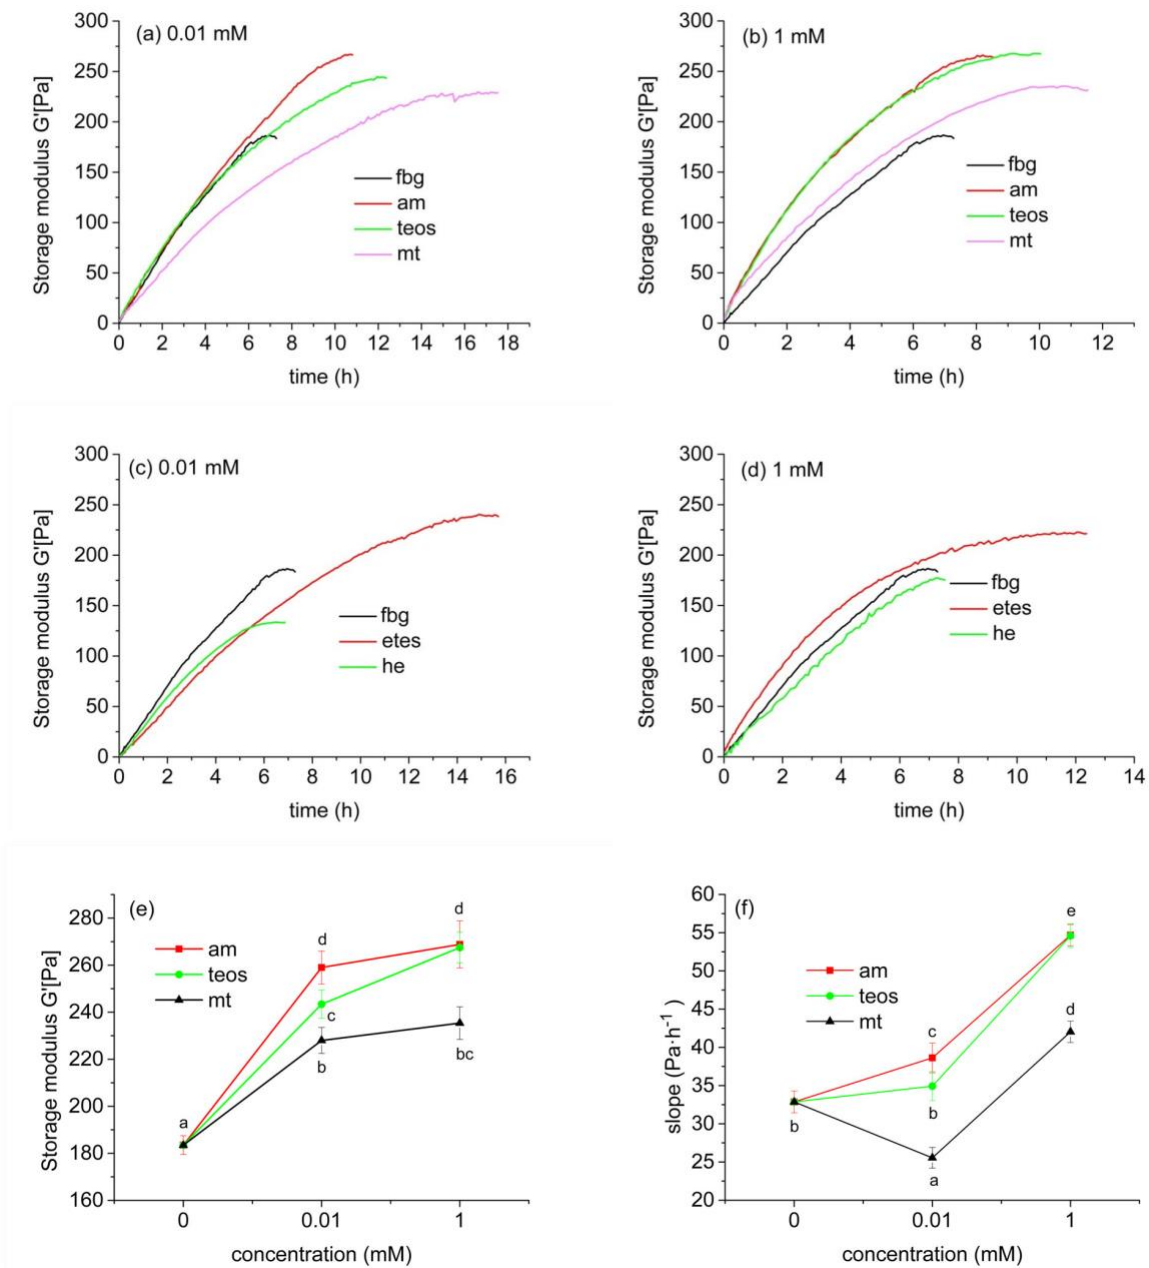 (a) 0.01 mM
Storage modulus G'[Pa]
300
250
200
150
100
50
0
fbg
am
teos
mt
0 2 4 6 8 10 12 14 16 18
time (h)
(b) 1 mM
Storage modulus G'[Pa]
300
250
200
150
100
50
0
fbg
am
teos
mt
0 2 4 6 8 10 12
time (h)
(c) 0.01 mM
Storage modulus G'[Pa]
300
250
200
150
100
50
0
fbg
etes
he
0 2 4 6 8 10 12 14 16
time (h)
(d) 1 mM
Storage modulus G'[Pa]
300
250
200
150
100
50
0
fbg
etes
he
0 2 4 6 8 10 12 14
time (h)
(e)
Storage modulus G'[Pa]
280
260
240
220
200
180
160
am
teos
mt
a
d
c
b
d
bc
0 0.01 1
concentration (mM)
(f)
slope (Pa·h⁻¹ )
60
55
50
45
40
35
30
25
20
am
teos
mt
b
c
b
a
e
d
0 0.01 1
concentration (mM)